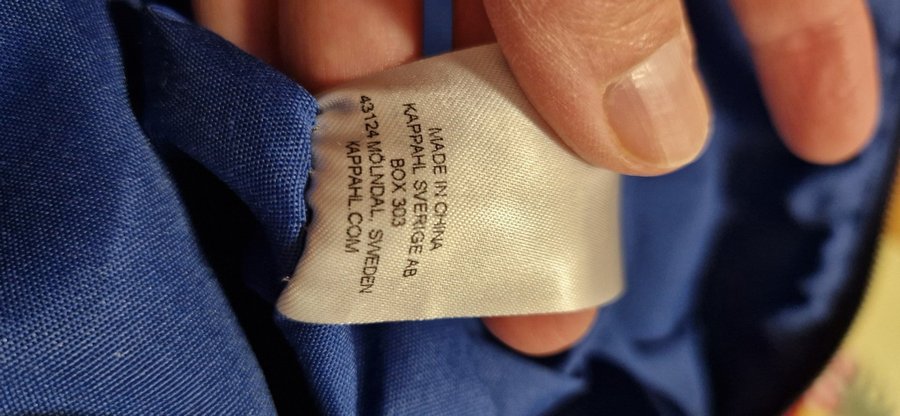 MADE IN CHINA
KAPPAHL SVERIGE AB
BOX 303
43124 MÖLNDAL, SWEDEN
KAPPAHL.COM